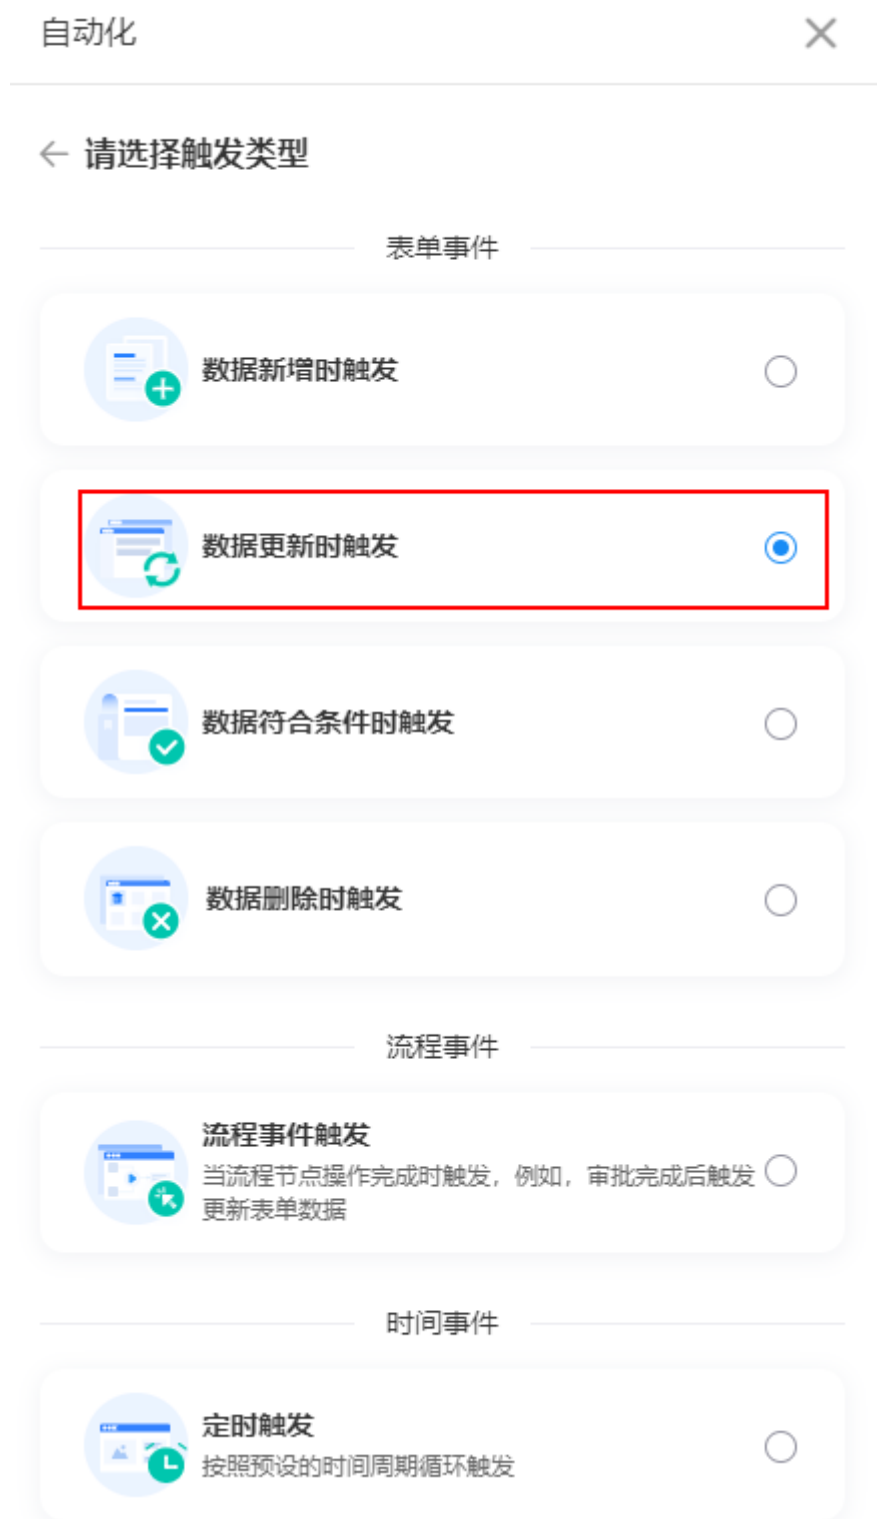 自动化
请选择触发类型
表单事件
数据新增时触发
数据更新时触发
数据符合条件时触发
数据删除时触发
流程事件
流程事件触发
当流程节点操作完成时触发，例如，审批完成后触发
更新表单数据
时间事件
定时触发
按照预设的时间周期循环触发